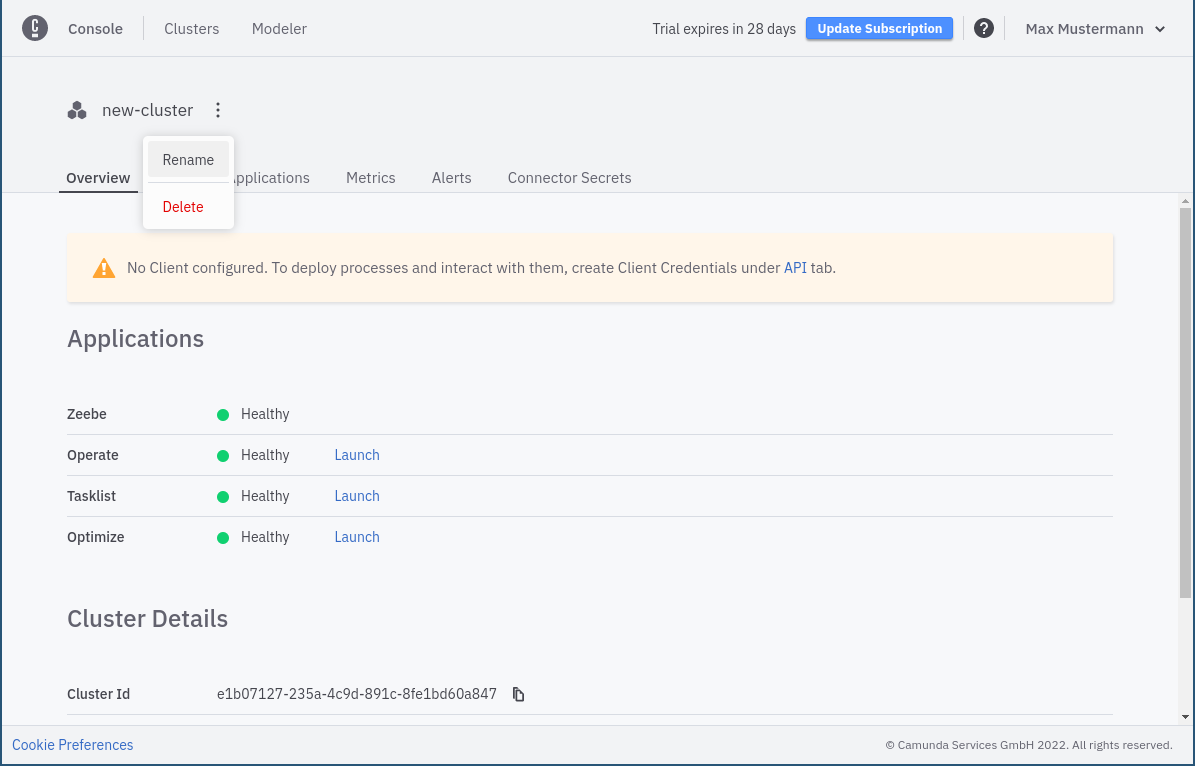 Console Clusters Modeler Trial expires in 28 days Update Subscription ? Max Mustermann
new-cluster
Rename
Overview pplications Metrics Alerts Connector Secrets
Delete
No Client configured. To deploy processes and interact with them, create Client Credentials under API tab.
Applications
Zeebe Healthy
Operate Healthy Launch
Tasklist Healthy Launch
Optimize Healthy Launch
Cluster Details
Cluster Id e1b07127-235a-4c9d-891c-8fe1bd60a847
Cookie Preferences © Camunda Services GmbH 2022. All rights reserved.